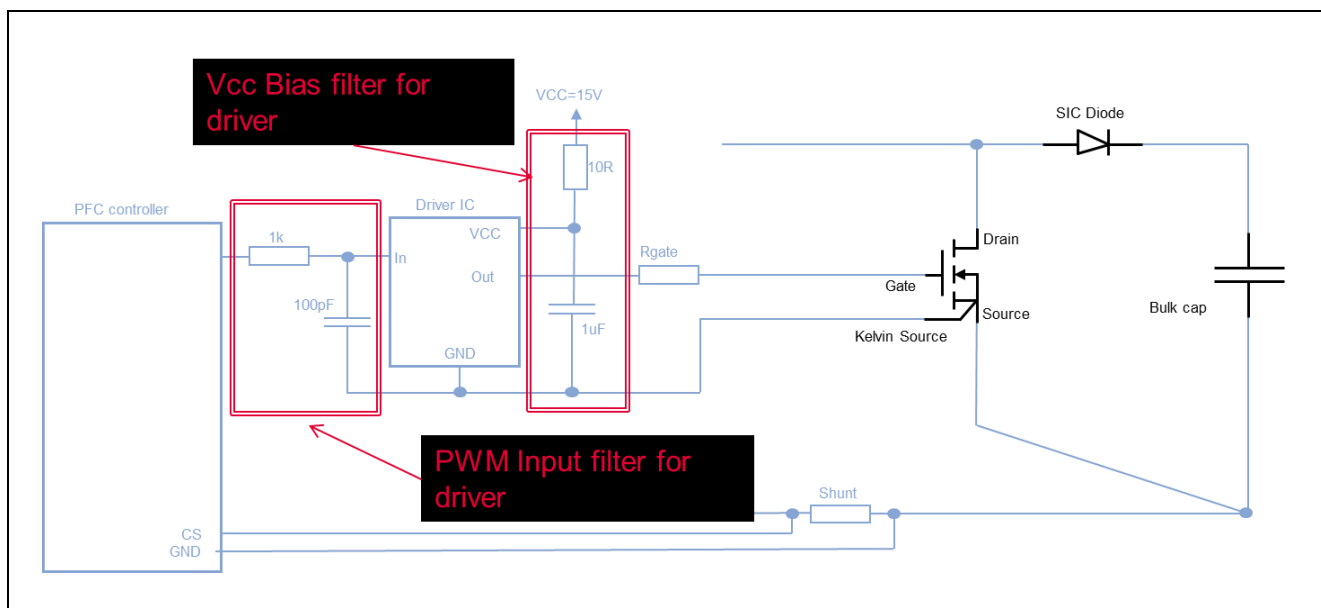 Vcc Bias filter for
driver
VCC=15V
SIC Diode
10R
PFC controller
Driver IC
1k
VCC
In
Rgate
Drain
Out
Gate
100pF
Source
Bulk cap
1uF
Kelvin Source
GND
PWM Input filter for
driver
Shunt
CS
GND